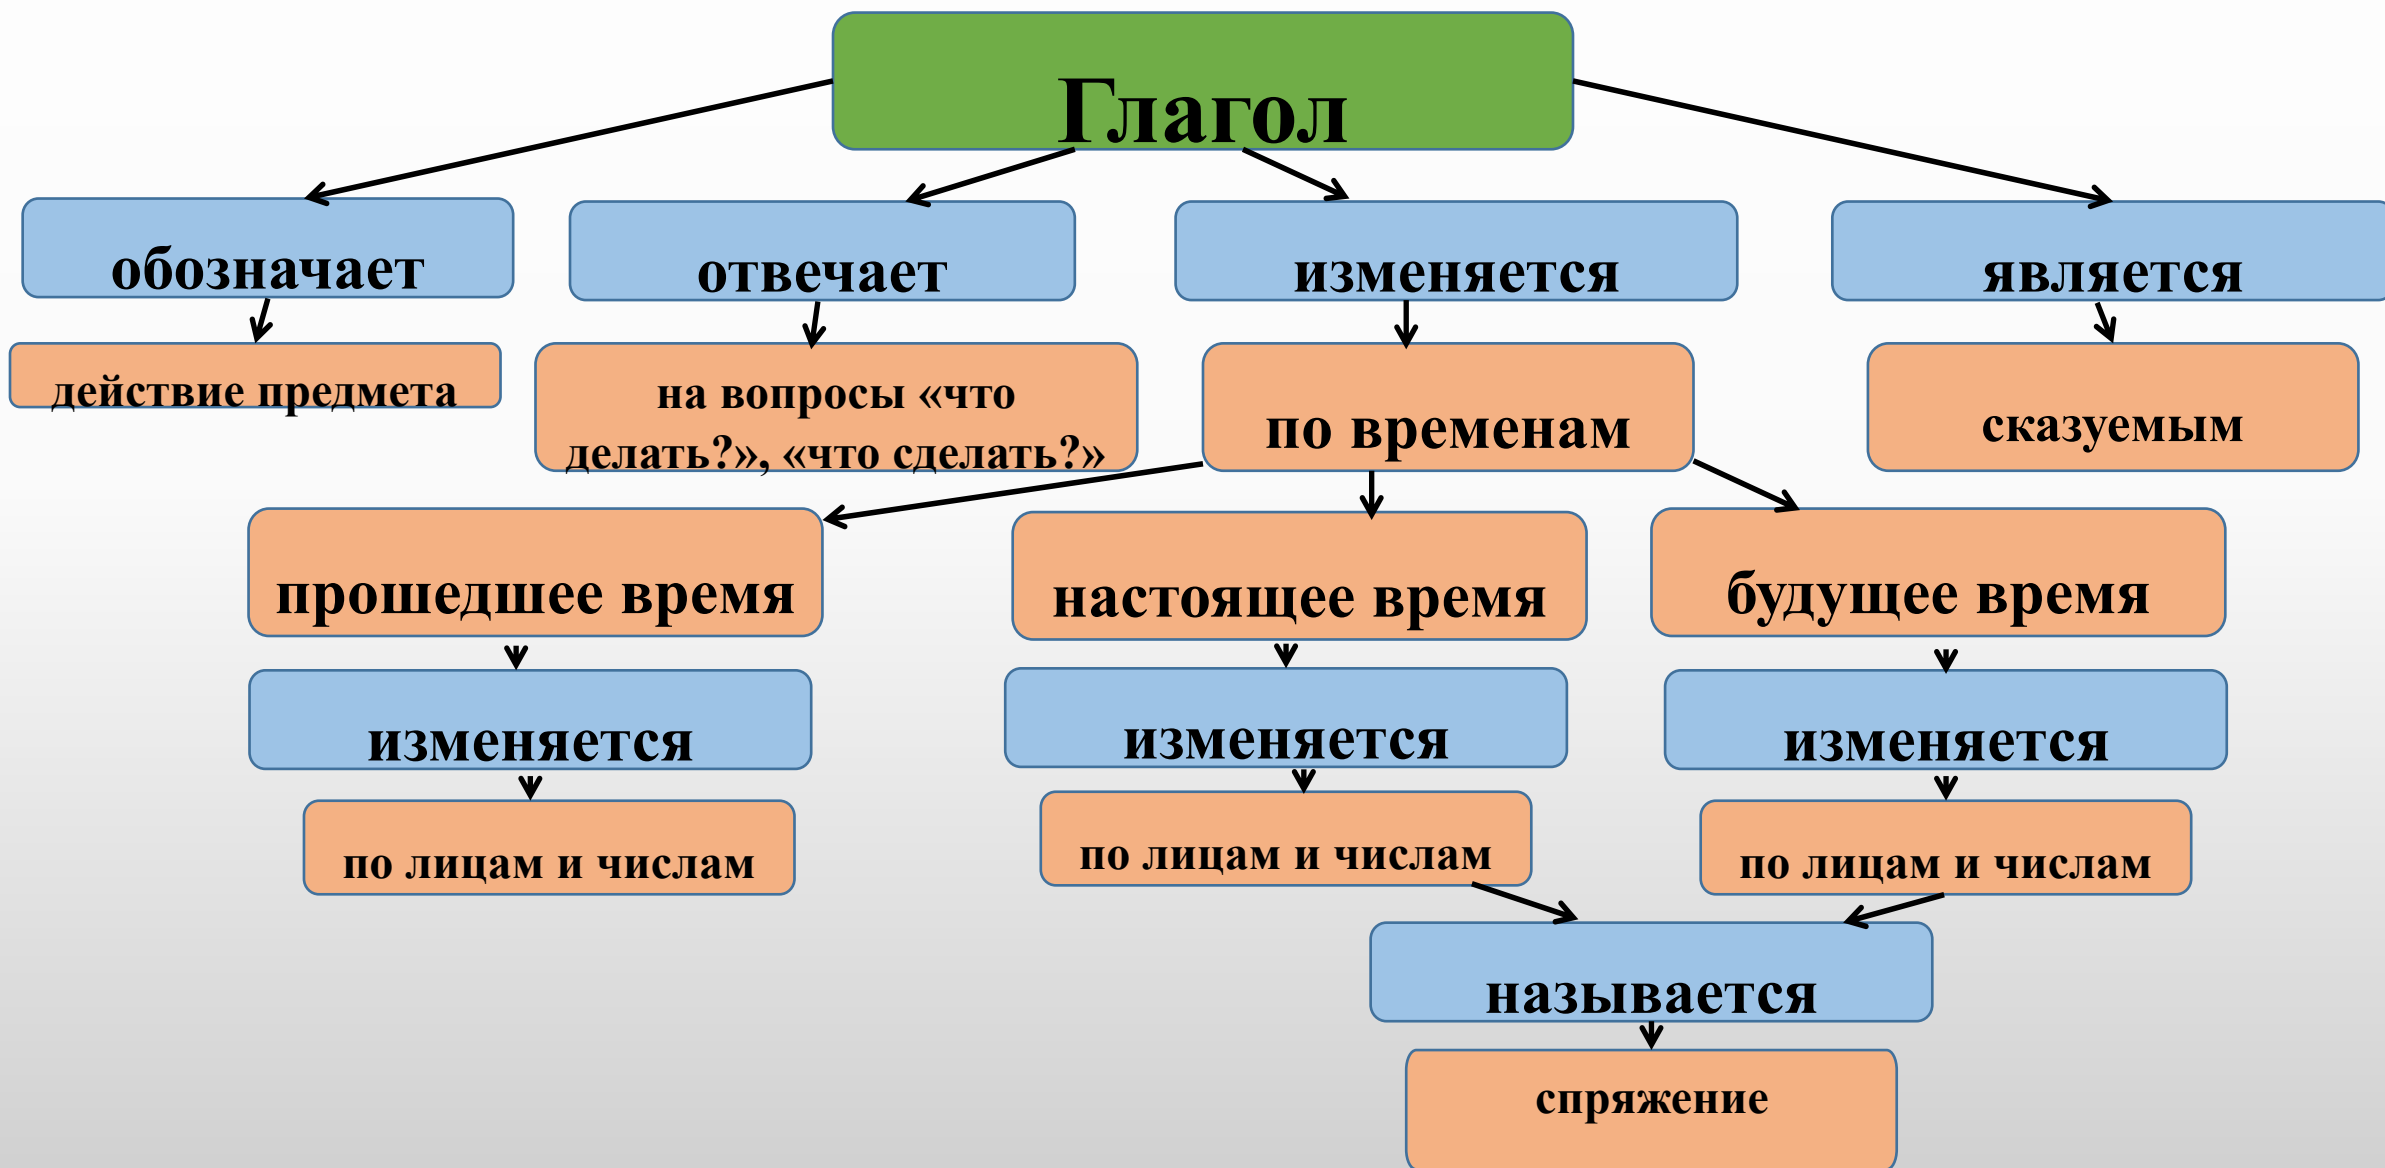 Глагол
обозначает
отвечает
изменяется
является
действие предмета
на вопросы «что
делать?», «что сделать?»
по временам
сказуемым
прошедшее время
настоящее время
будущее время
изменяется
изменяется
изменяется
по лицам и числам
по лицам и числам
по лицам и числам
называется
спряжение